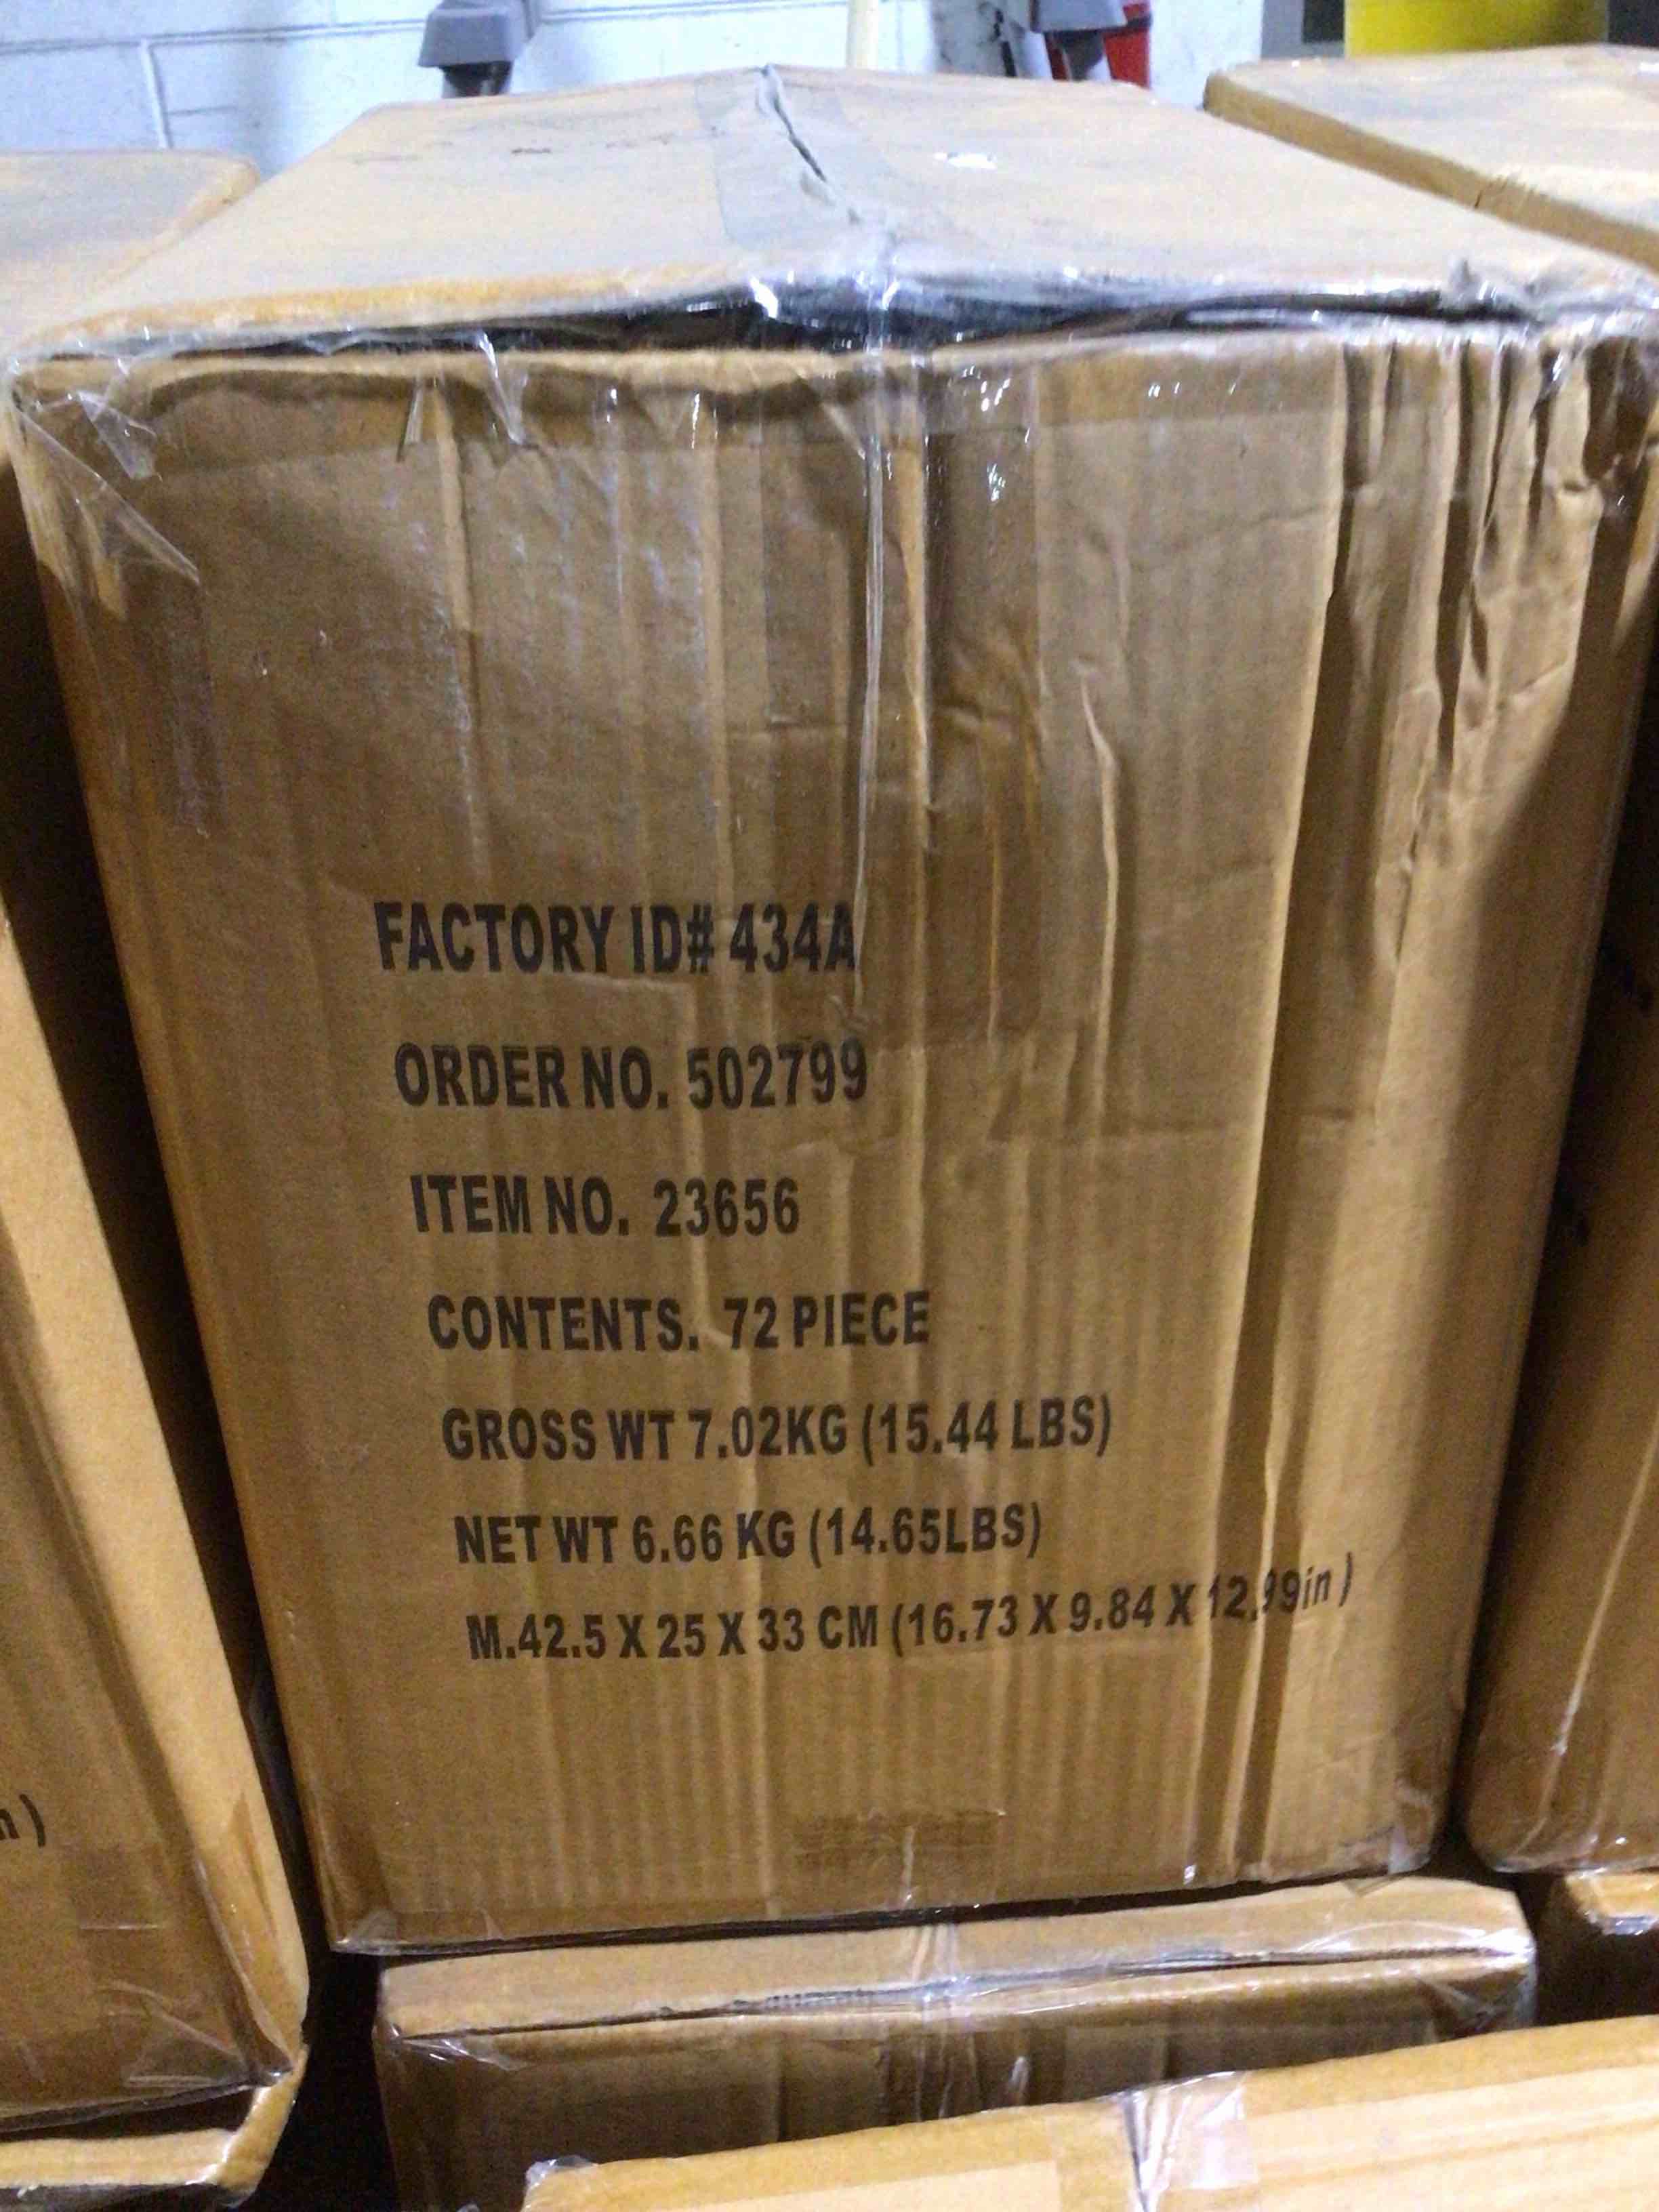 FACTORY ID# 434A
ORDER NO. 502799
ITEM NO. 23656
CONTENTS. 72 PIECE
GROSS WT 7.02KG (15.44 LBS)
NET WT 6.66 KG (14.65LBS)
M.42.5 X 25 X 33 CM (16.73 X 9.84 X 12.99in )
n )